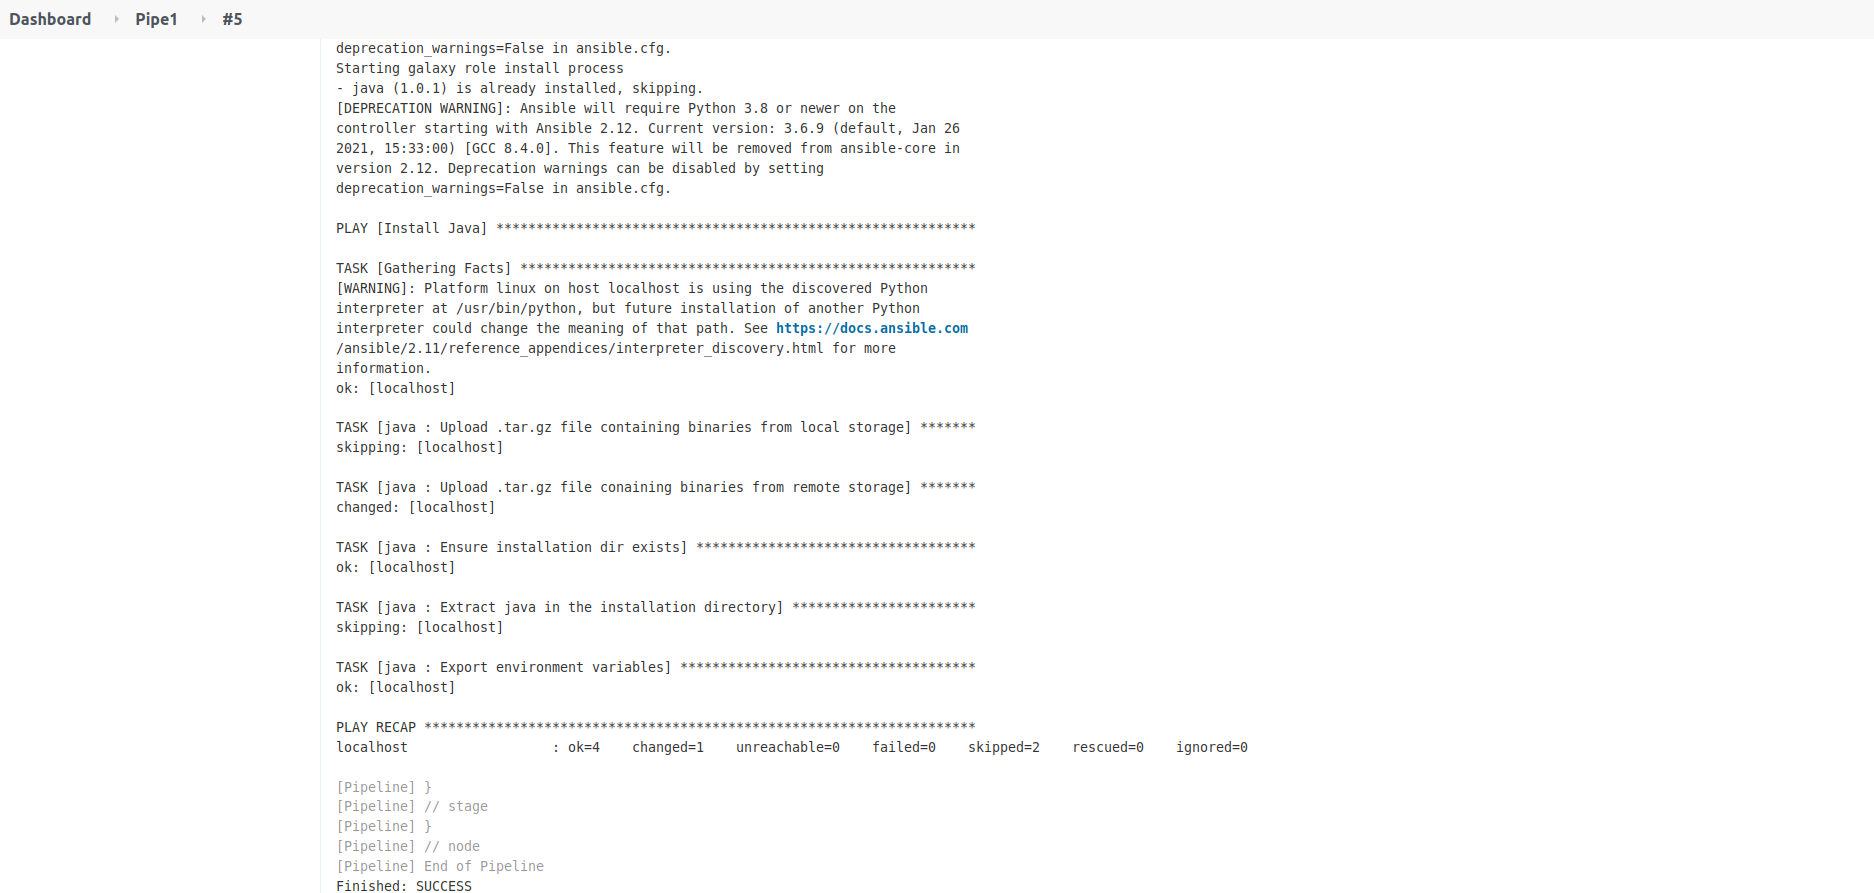 Dashboard Pipe1 #5
deprecation_warnings=False in ansible.cfg.
Starting galaxy role install process
- java (1.0.1) is already installed, skipping.
[DEPRECATION WARNING]: Ansible will require Python 3.8 or newer on the
controller starting with Ansible 2.12. Current version: 3.6.9 (default, Jan 26
2021, 15:33:00) [GCC 8.4.0]. This feature will be removed from ansible-core in
version 2.12. Deprecation warnings can be disabled by setting
deprecation_warnings=False in ansible.cfg.
PLAY [Install Java] ************************************************************
TASK [Gathering Facts] *********************************************************
[WARNING]: Platform linux on host localhost is using the discovered Python
interpreter at /usr/bin/python, but future installation of another Python
interpreter could change the meaning of that path. See https://docs.ansible.com
/ansible/2.11/reference_appendices/interpreter_discovery.html for more
information.
ok: [localhost]
TASK [java : Upload .tar.gz file containing binaries from local storage] *******
skipping: [localhost]
TASK [java : Upload .tar.gz file conaining binaries from remote storage] *******
changed: [localhost]
TASK [java : Ensure installation dir exists] ***********************************
ok: [localhost]
TASK [java : Extract java in the installation directory] ***********************
skipping: [localhost]
TASK [java : Export environment variables] *************************************
ok: [localhost]
PLAY RECAP *********************************************************************
localhost                  : ok=4    changed=1    unreachable=0    failed=0    skipped=2    rescued=0    ignored=0
[Pipeline] }
[Pipeline] // stage
[Pipeline] }
[Pipeline] // node
[Pipeline] End of Pipeline
Finished: SUCCESS